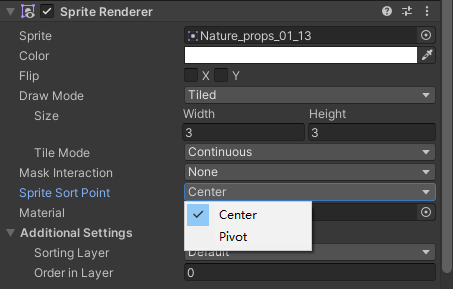 Sprite Renderer
Sprite Nature_props_01_13
Color
Flip X Y
Draw Mode Tiled
Size Width Height
3 3
Tile Mode Continuous
Mask Interaction None
Sprite Sort Point Center
Material
Center
Pivot
Additional Settings
Sorting Layer Default
Order in Layer 0